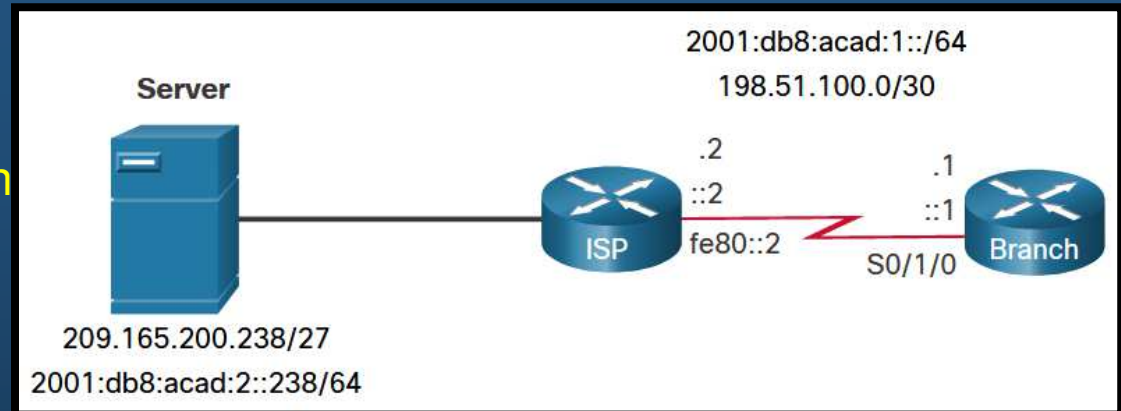 2001:db8:acad:1::/64
198.51.100.0/30
Server
.2
.1
::2
::1
ISP
fe80::2
S0/1/0
Branch
209.165.200.238/27
2001:db8:acad:2::238/64